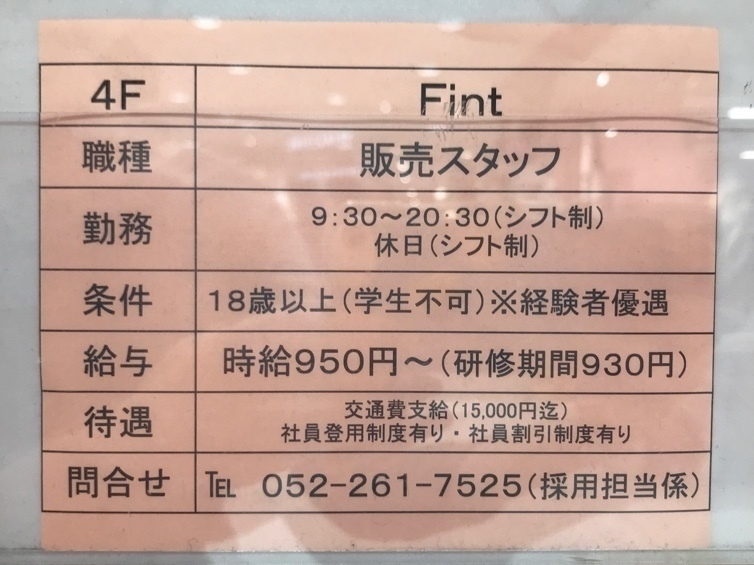 4F Fint
職種 販売スタッフ
勤務 9:30～20:30(シフト制)
休日(シフト制)
条件 18歳以上(学生不可)※経験者優遇
給与 時給950円～(研修期間930円)
待遇 交通費支給(15,000円迄)
社員登用制度有り・社員割引制度有り
問合せ ℡ 052-261-7525(採用担当係)